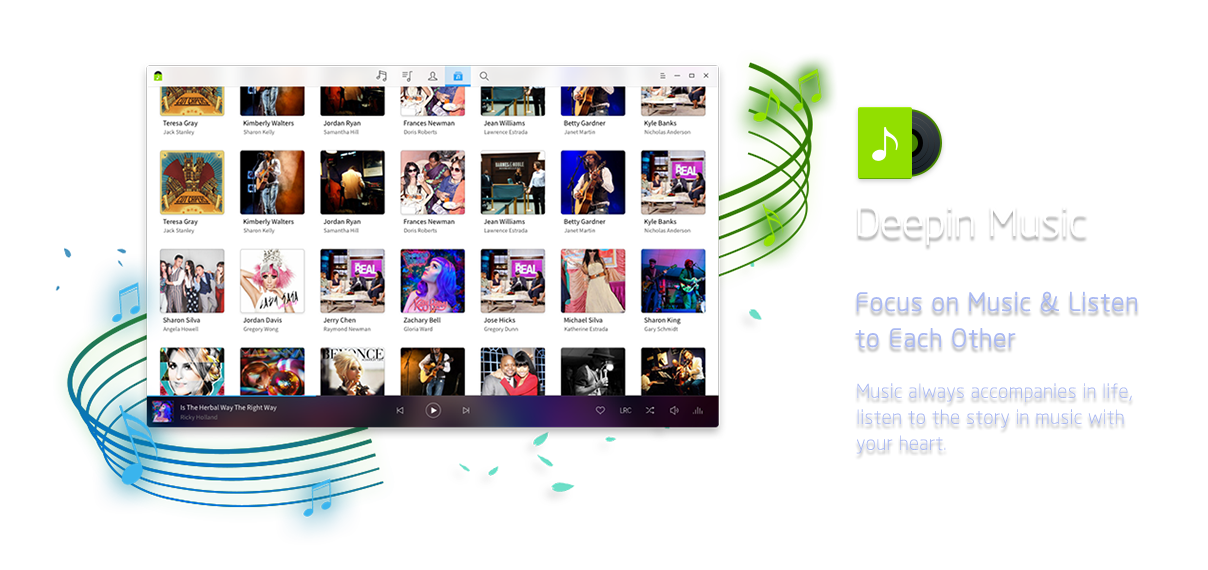 Teresa Gray Kimberly Walters Jordan Ryan Frances Newman Jean Williams Betty Gardner Kyle Banks
Jack Stanley Sharon Kelly Samantha Hill Doris Roberts Lawrence Estrada Janet Martin Nicholas Anderson
REAL
Teresa Gray Kimberly Walters Jordan Ryan Frances Newman Jean Williams Betty Gardner Kyle Banks
Jack Stanley Sharon Kelly Samantha Hill Doris Roberts Lawrence Estrada Janet Martin Nicholas Anderson
REAL REAL
Sharon Silva Jordan Davis Jerry Chen Zachary Bell Jose Hicks Michael Silva Sharon King
Angela Howell Gregory Wong Raymond Newman Gloria Ward Gregory Dunn Katherine Estrada Gary Schmidt
BEYONCE
Is The Herbal Way The Right Way
Ricky Holland
LRC
Deepin Music
Focus on Music & Listen
to Each Other
Music always accompanies in life,
listen to the story in music with
your heart.